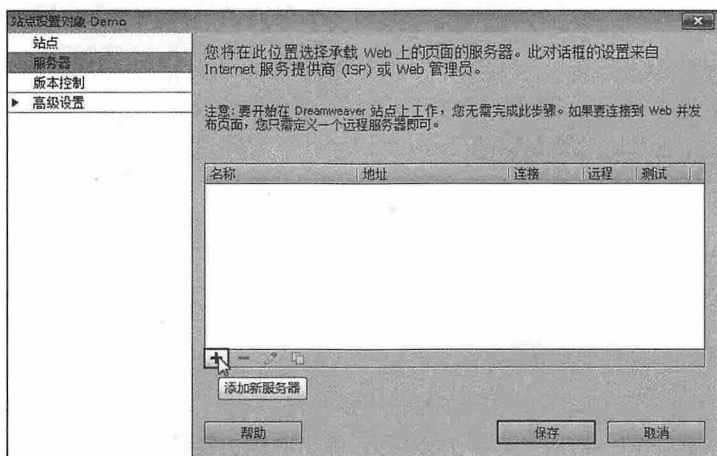 站点设置对象 Demo
站点
服务器
版本控制
高级设置
您将在此位置选择承载 Web 上的页面的服务器。此对话框的设置来自
Internet 服务提供商 (ISP) 或 Web 管理员。
注意:要开始在 Dreamweaver 站点上工作，您无需完成此步骤。如果要连接到 Web 并发
布页面，您只需定义一个远程服务器即可。
名称 地址 连接 远程 测试
添加新服务器
帮助 保存 取消